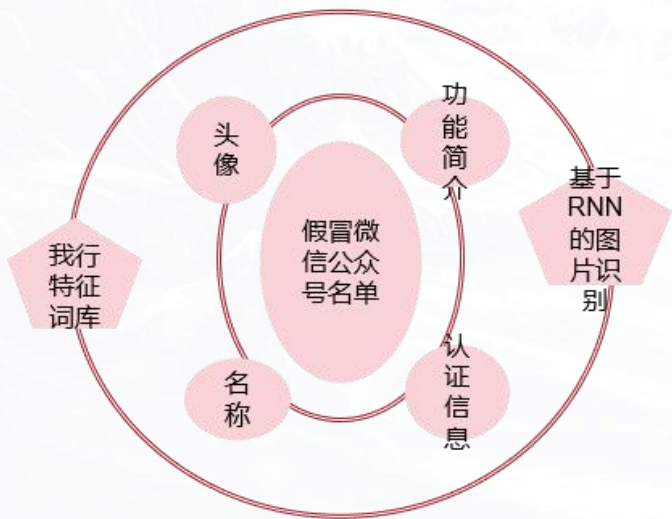 头
像
功
能
简
介
假冒微
信公众
号名单
我行
特征
词库
基于
RNN
的图
片识
别
名
称
认
证
信
息